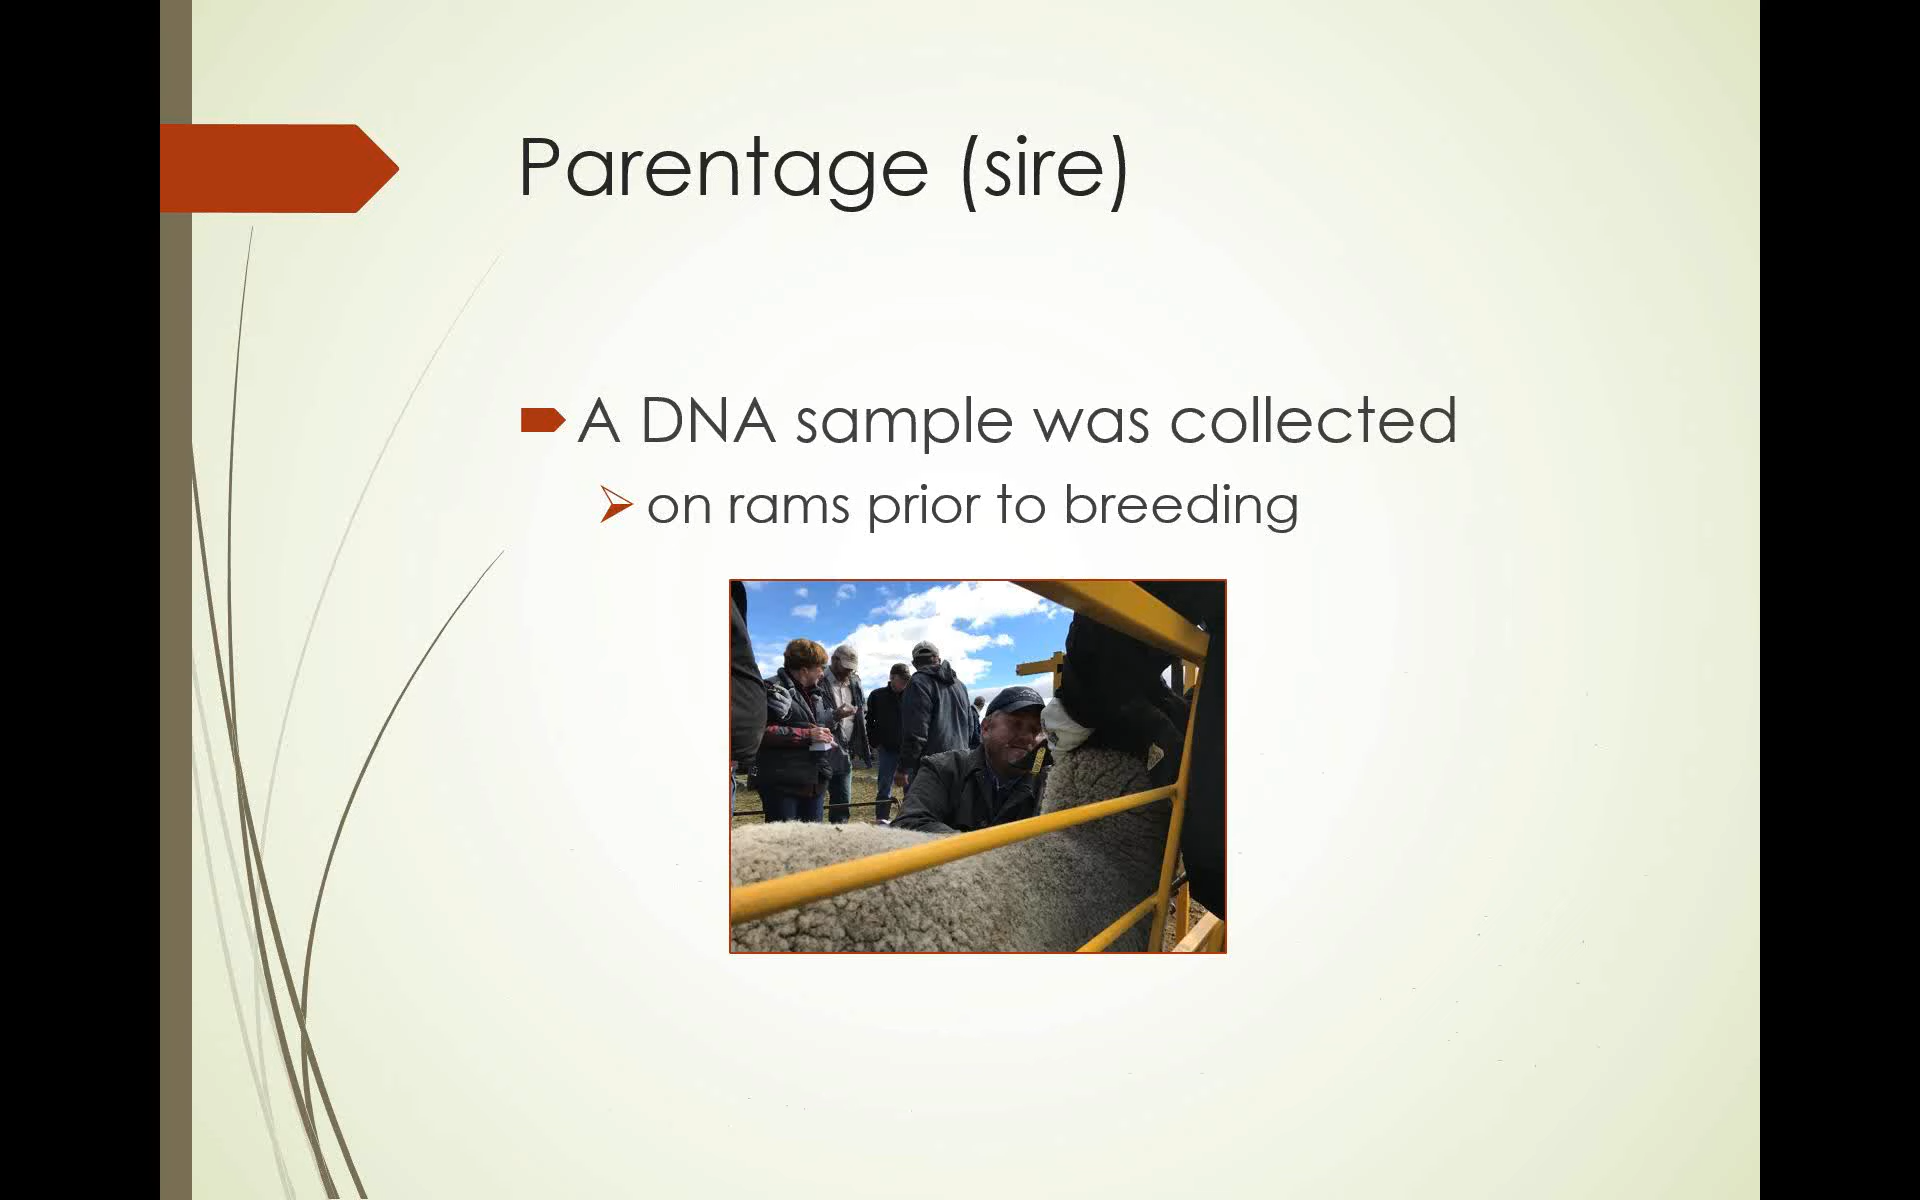 Parentage (sire)
A DNA sample was collected
on rams prior to breeding